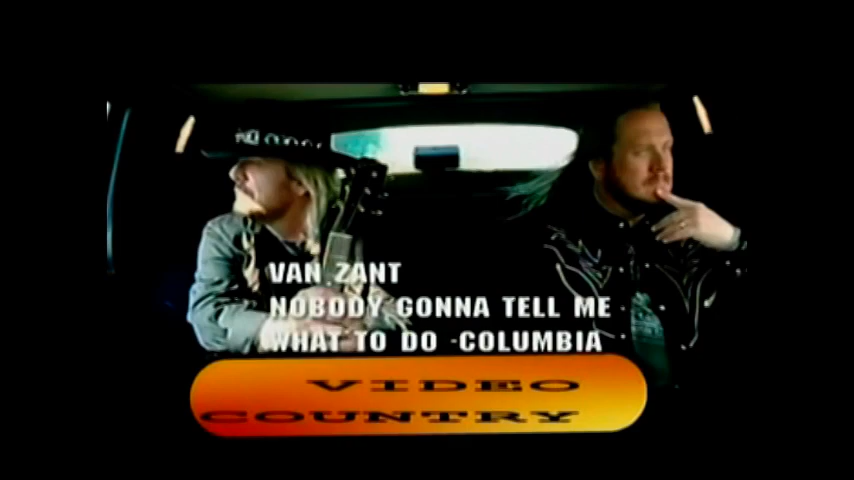 VAN ZANT
NOBODY GONNA TELL ME
WHAT TO DO -COLUMBIA
VIDEO
COUNTRY